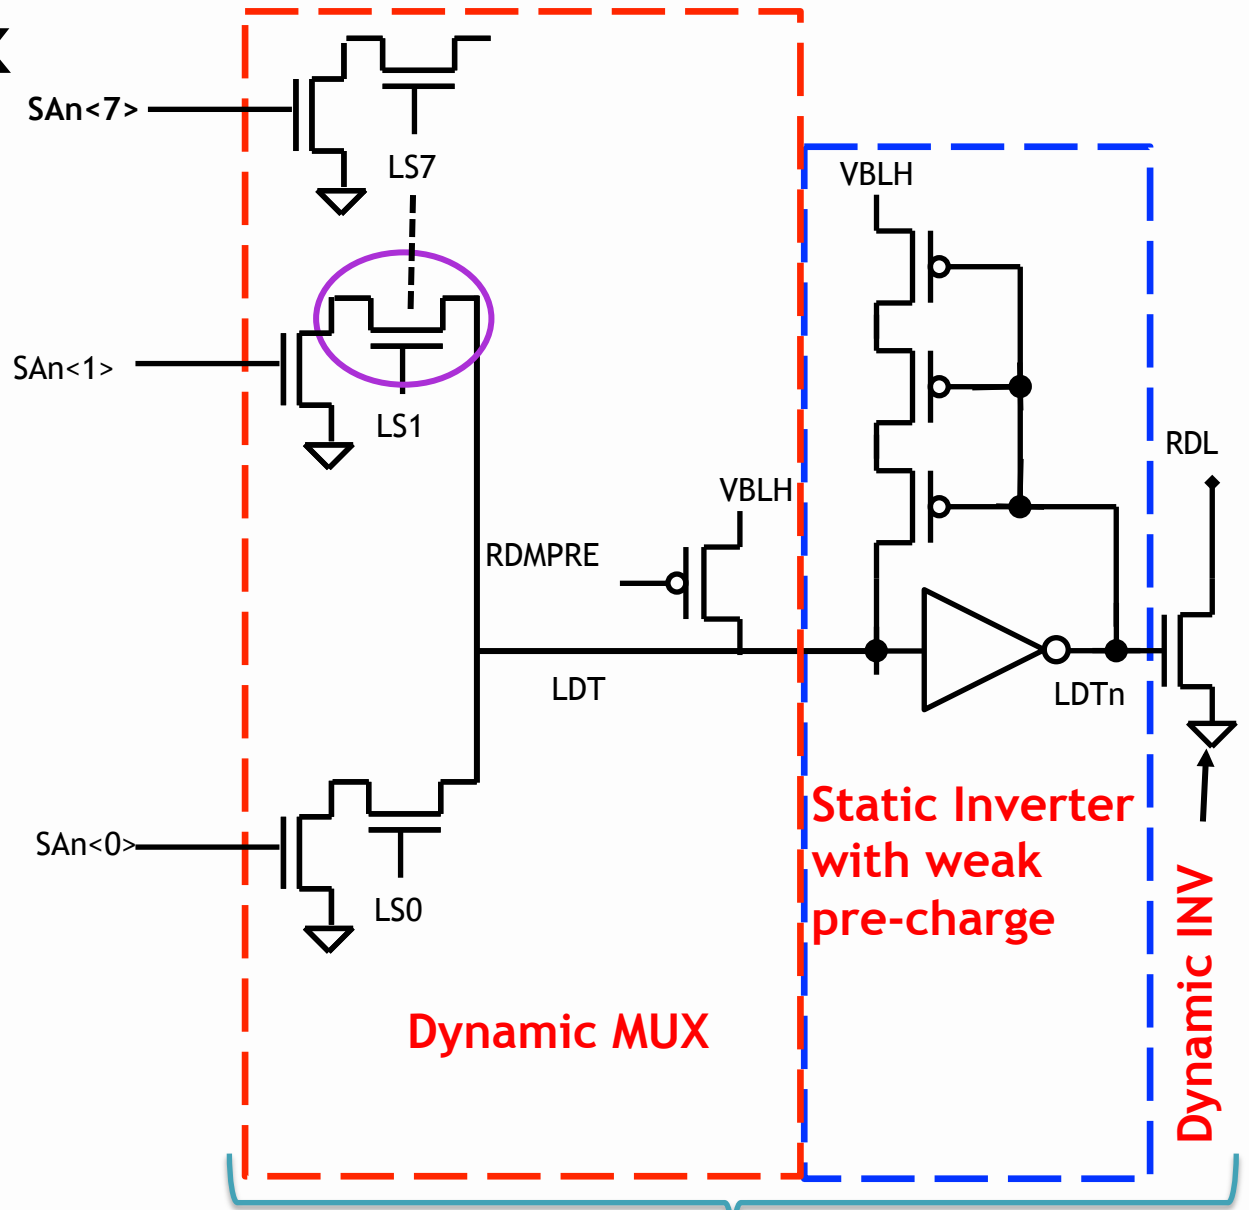 SAn<7>
LS7
VBLH
SAn<1>
LS1
RDL
VBLH
RDMPRE
LDT
LDTn
SAn<0>
LS0
Static Inverter
with weak
pre-charge
Dynamic INV
Dynamic MUX